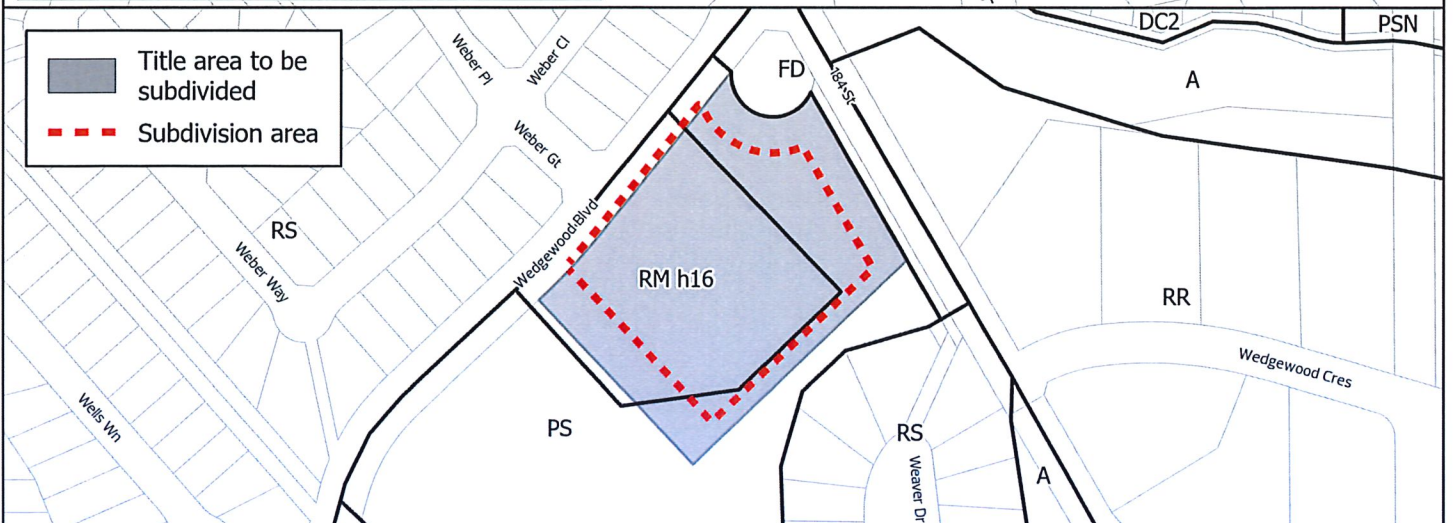 DC2
PSN
Title area to be
subdivided
Subdivision area
Weber Pl
Weber Cl
FD
184 St
A
Weber Gt
RS
Weber Way
Wedgewood Blvd
RM h16
RR
Wedgewood Cres
Wells Wn
PS
RS
Weaver Dr
A